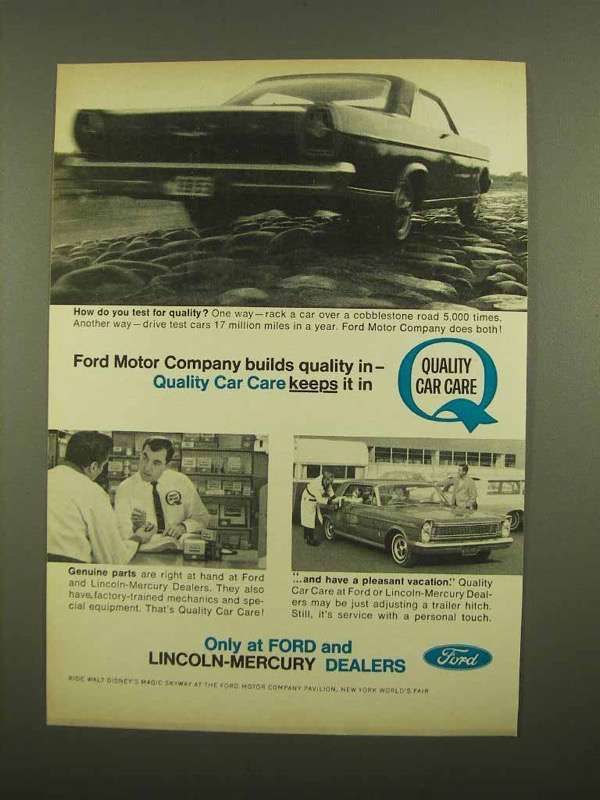 How do you test for quality? One way—rack a car over a cobblestone road 5,000 times.
Another way—drive test cars 17 million miles in a year. Ford Motor Company does both!
Ford Motor Company builds quality in–
Quality Car Care keeps it in
QUALITY
CAR CARE
Genuine parts are right at hand at Ford
and Lincoln-Mercury Dealers. They also
have factory-trained mechanics and spe-
cial equipment. That's Quality Car Care!
"...and have a pleasant vacation." Quality
Car Care at Ford or Lincoln-Mercury Deal-
ers may be just adjusting a trailer hitch.
Still, it's service with a personal touch.
Only at FORD and
LINCOLN-MERCURY DEALERS
Ford
RIDE WALT DISNEY'S MAGIC SKYWAY AT THE FORD MOTOR COMPANY PAVILION, NEW YORK WORLD'S FAIR